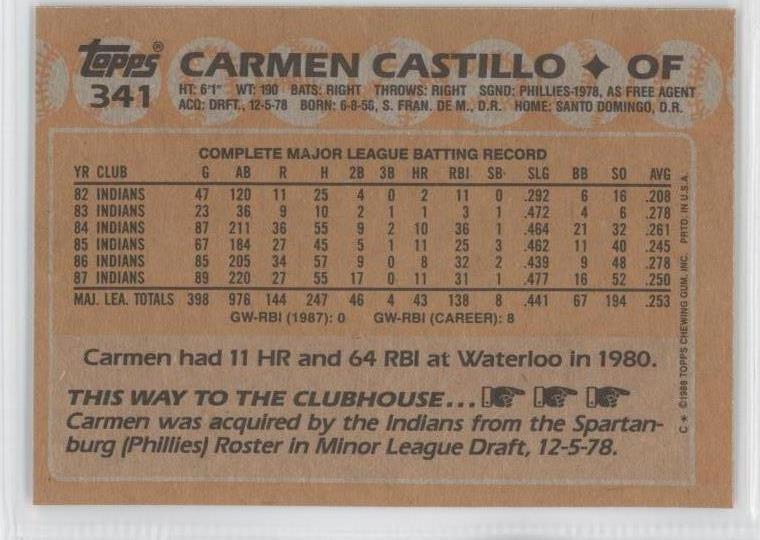 Topps® CARMEN CASTILLO ✦ OF
341 HT: 6'1" WT: 190 BATS: RIGHT THROWS: RIGHT SGND: PHILLIES-1978, AS FREE AGENT
ACQ: DRFT., 12-5-78 BORN: 6-8-58, S. FRAN. DE M., D.R. HOME: SANTO DOMINGO, D.R.
COMPLETE MAJOR LEAGUE BATTING RECORD
YR CLUB G AB R H 2B 3B HR RBI SB SLG BB SO AVG
82 INDIANS 47 120 11 25 4 0 2 11 0 .292 6 16 .208
83 INDIANS 23 36 9 10 2 1 1 3 1 .472 4 6 .278
84 INDIANS 87 211 36 55 9 2 10 36 1 .464 21 32 .261
85 INDIANS 67 184 27 45 5 1 11 25 3 .462 11 40 .245
86 INDIANS 85 205 34 57 9 0 8 32 2 .439 9 48 .278
87 INDIANS 89 220 27 55 17 0 11 31 1 .477 16 52 .250
MAJ. LEA. TOTALS 398 976 144 247 46 4 43 138 8 .441 67 194 .253
GW-RBI (1987): 0 GW-RBI (CAREER): 8
Carmen had 11 HR and 64 RBI at Waterloo in 1980.
THIS WAY TO THE CLUBHOUSE...
Carmen was acquired by the Indians from the Spartan-
burg (Phillies) Roster in Minor League Draft, 12-5-78.
C * ©1988 TOPPS CHEWING GUM, INC. PRTD. IN U.S.A.